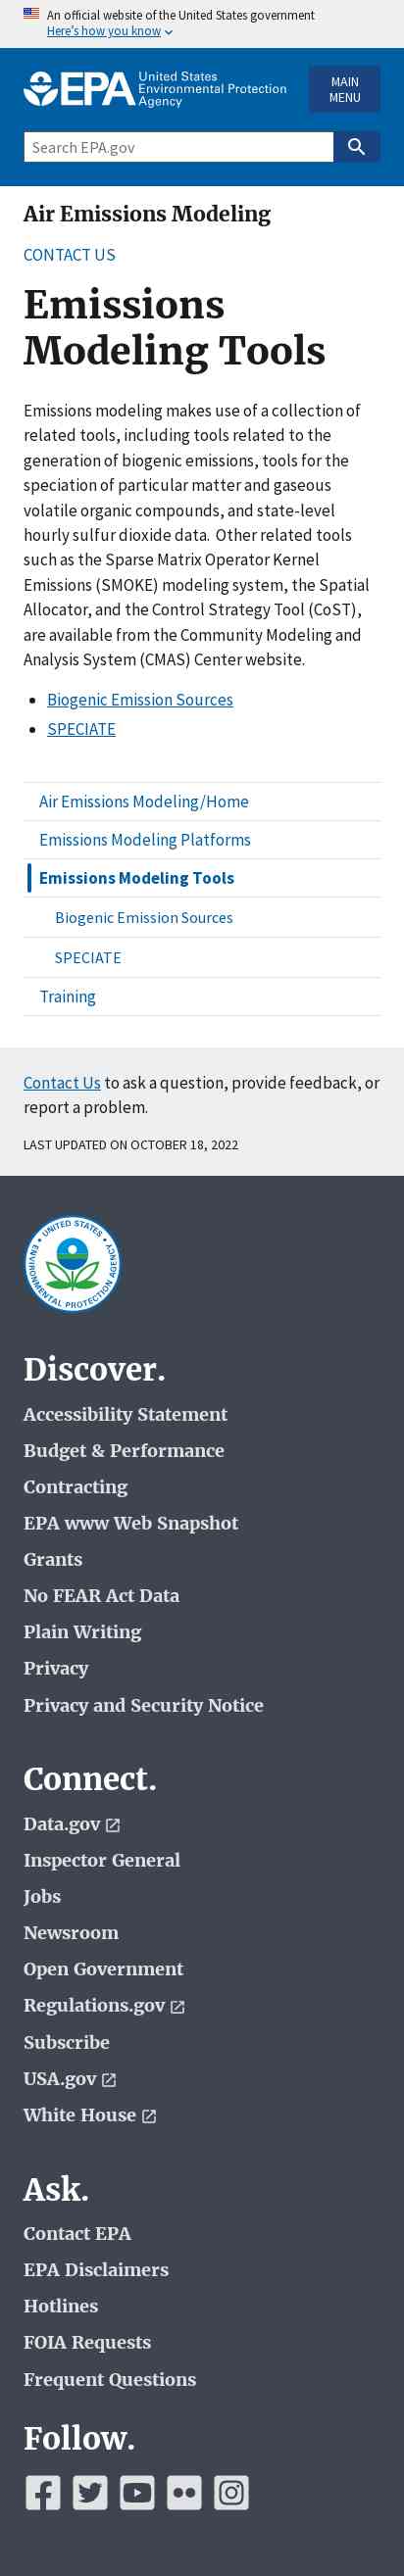 An official website of the United States government
Here's how you know
EPA United States
Environmental Protection
Agency
MAIN
MENU
Search EPA.gov
Air Emissions Modeling
CONTACT US
Emissions
Modeling Tools
Emissions modeling makes use of a collection of
related tools, including tools related to the
generation of biogenic emissions, tools for the
speciation of particular matter and gaseous
volatile organic compounds, and state-level
hourly sulfur dioxide data.  Other related tools
such as the Sparse Matrix Operator Kernel
Emissions (SMOKE) modeling system, the Spatial
Allocator, and the Control Strategy Tool (CoST),
are available from the Community Modeling and
Analysis System (CMAS) Center website.
• Biogenic Emission Sources
• SPECIATE
Air Emissions Modeling/Home
Emissions Modeling Platforms
Emissions Modeling Tools
Biogenic Emission Sources
SPECIATE
Training
Contact Us to ask a question, provide feedback, or
report a problem.
LAST UPDATED ON OCTOBER 18, 2022
UNITED STATES
ENVIRONMENTAL PROTECTION AGENCY
Discover.
Accessibility Statement
Budget & Performance
Contracting
EPA www Web Snapshot
Grants
No FEAR Act Data
Plain Writing
Privacy
Privacy and Security Notice
Connect.
Data.gov
Inspector General
Jobs
Newsroom
Open Government
Regulations.gov
Subscribe
USA.gov
White House
Ask.
Contact EPA
EPA Disclaimers
Hotlines
FOIA Requests
Frequent Questions
Follow.